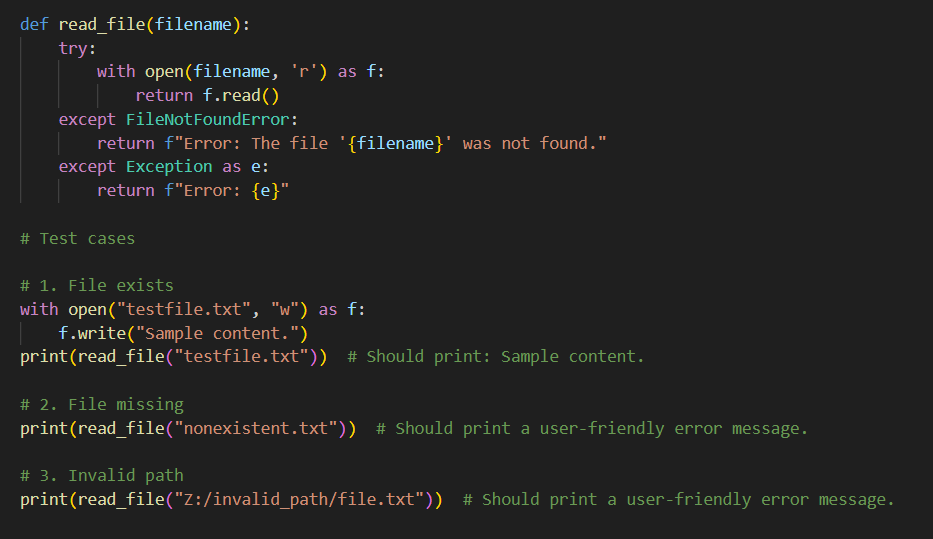 def read_file(filename):
    try:
        with open(filename, 'r') as f:
            return f.read()
    except FileNotFoundError:
        return f"Error: The file '{filename}' was not found."
    except Exception as e:
        return f"Error: {e}"

# Test cases

# 1. File exists
with open("testfile.txt", "w") as f:
    f.write("Sample content.")
print(read_file("testfile.txt"))  # Should print: Sample content.

# 2. File missing
print(read_file("nonexistent.txt"))  # Should print a user-friendly error message.

# 3. Invalid path
print(read_file("Z:/invalid_path/file.txt"))  # Should print a user-friendly error message.